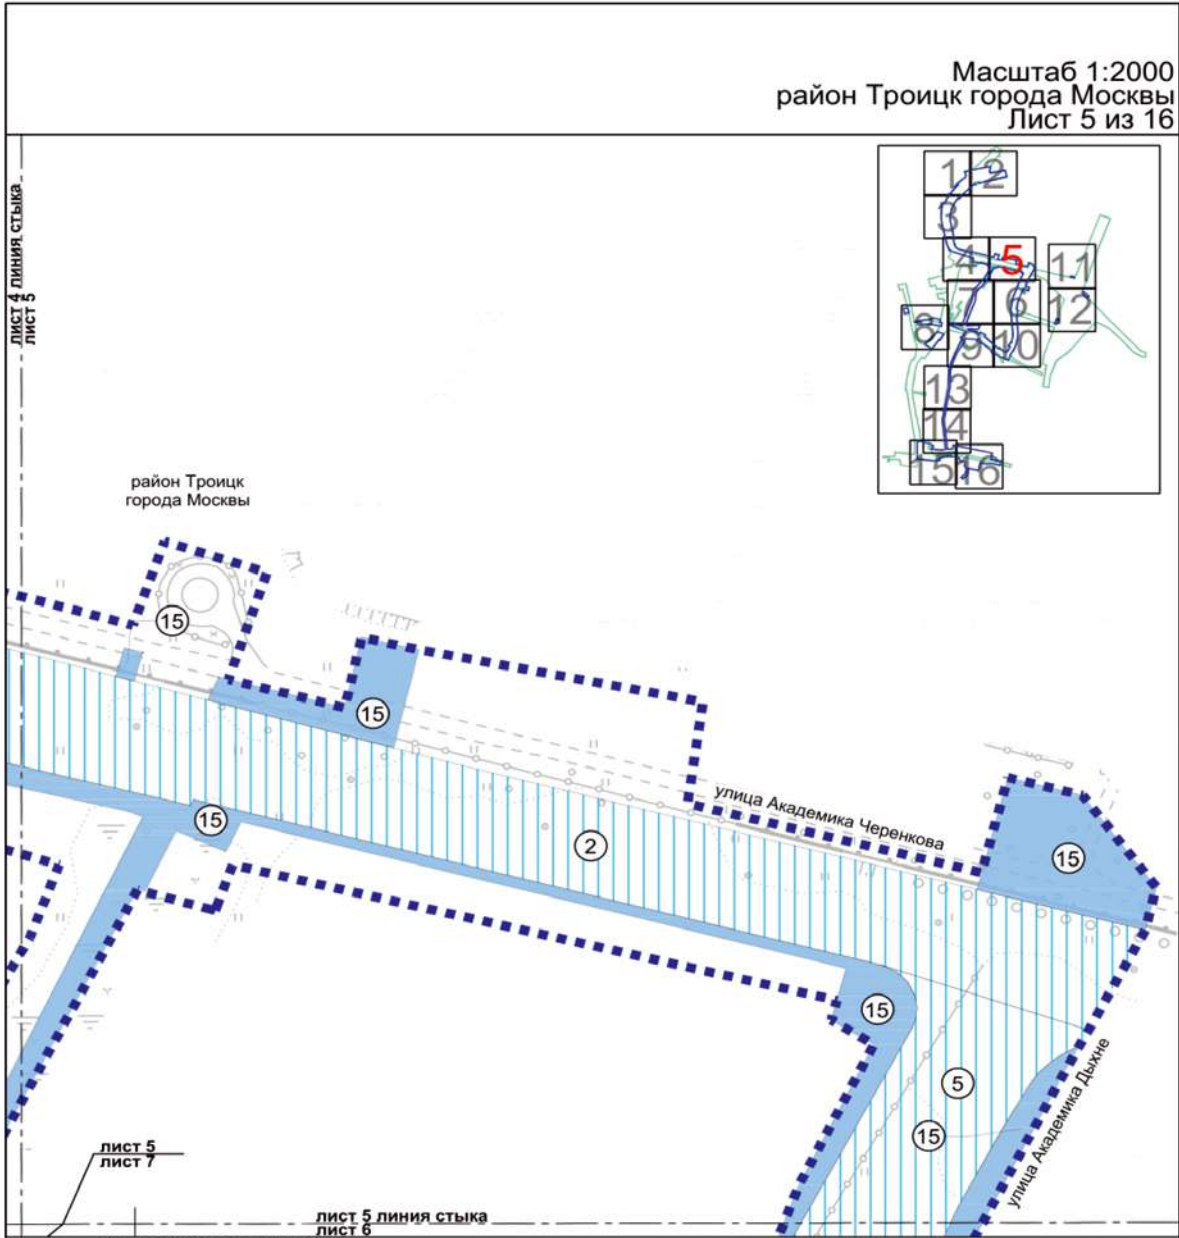 Масштаб 1:2000
район Троицк города Москвы
Лист 5 из 16
лист 4 линия стыка
лист 5
1
2
3
4
5
11
7
6
12
8
9
10
13
14
15
16
район Троицк
города Москвы
15
15
15
2
улица Академика Черенкова
15
15
5
15
улица Академика Дыхне
лист 5
лист 7
лист 5 линия стыка
лист 6